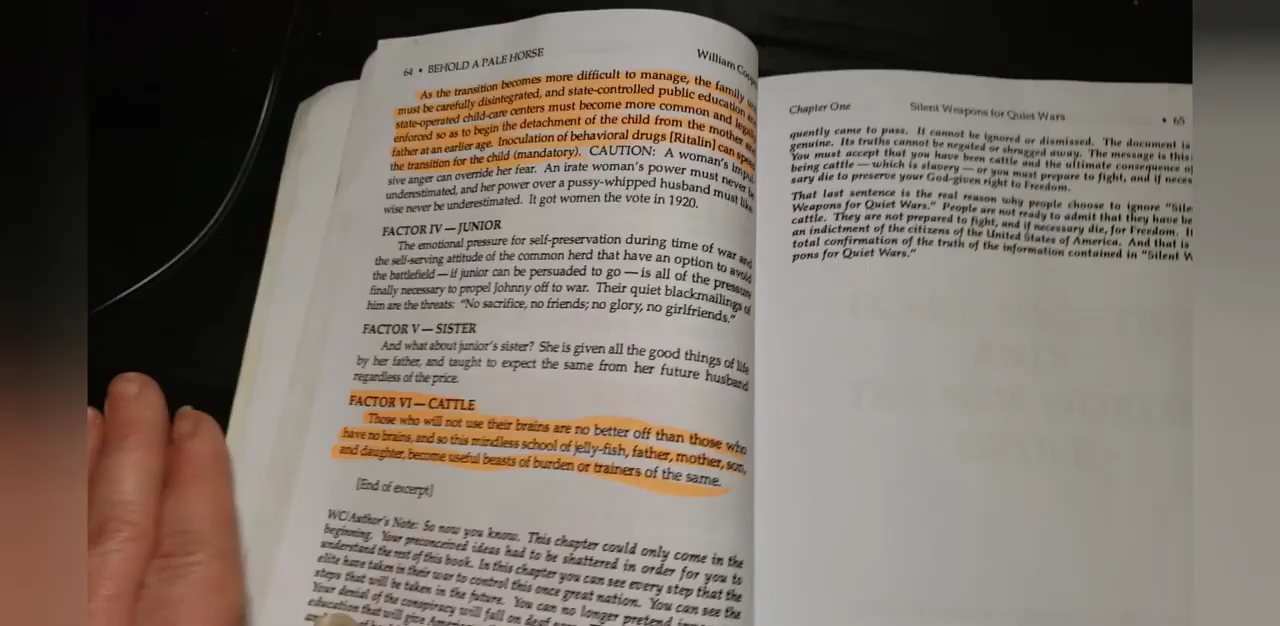 64 • BEHOLD A PALE HORSE
William Coop
As the transition becomes more difficult to manage, the family
must be carefully disintegrated, and state-controlled public education
state-operated child-care centers must become more common and
enforced so as to begin the detachment of the child from the mother
father at an earlier age. Inoculation of behavioral drugs [Ritalin] can
the transition for the child (mandatory). CAUTION: A woman's impul
sive anger can override her fear. An irate woman's power must never
underestimated, and her power over a pussy-whipped husband must
wise never be underestimated. It got women the vote in 1920.
FACTOR IV — JUNIOR
The emotional pressure for self-preservation during time of war and
the self-serving attitude of the common herd that have an option to avoid
the battlefield — if junior can be persuaded to go — is all of the pressure
finally necessary to propel Johnny off to war. Their quiet blackmailings of
him are the threats: "No sacrifice, no friends; no glory, no girlfriends."
FACTOR V — SISTER
And what about junior's sister? She is given all the good things of life
by her father, and taught to expect the same from her future husband
regardless of the price.
FACTOR VI — CATTLE
Those who will not use their brains are no better off than those who
have no brains, and so this mindless school of jelly-fish, father, mother, son,
and daughter, become useful beasts of burden or trainers of the same.
[End of excerpt]
WC/Author's Note: So now you know. This chapter could only come in the
beginning. Your preconceived ideas had to be shattered in order for you to
understand the rest of this book. In this chapter you can see every step that the
elite have taken in their war to control this once great nation. You can see the
steps that will be taken in the future. You can no longer pretend
Your denial of the conspiracy will fall on deaf
education that will give
Chapter One
Silent Weapons for Quiet Wars
• 65
quently came to pass. It cannot be ignored or dismissed. The document is
genuine. Its truths cannot be negated or shrugged away. The message is this:
You must accept that you have been cattle and the ultimate consequence of
being cattle — which is slavery — or you must prepare to fight, and if neces
sary die to preserve your God-given right to Freedom.
That last sentence is the real reason why people choose to ignore "Sile
Weapons for Quiet Wars." People are not ready to admit that they have be
cattle. They are not prepared to fight, and if necessary die, for Freedom. It
an indictment of the citizens of the United States of America. And that is
total confirmation of the truth of the information contained in "Silent W
pons for Quiet Wars."